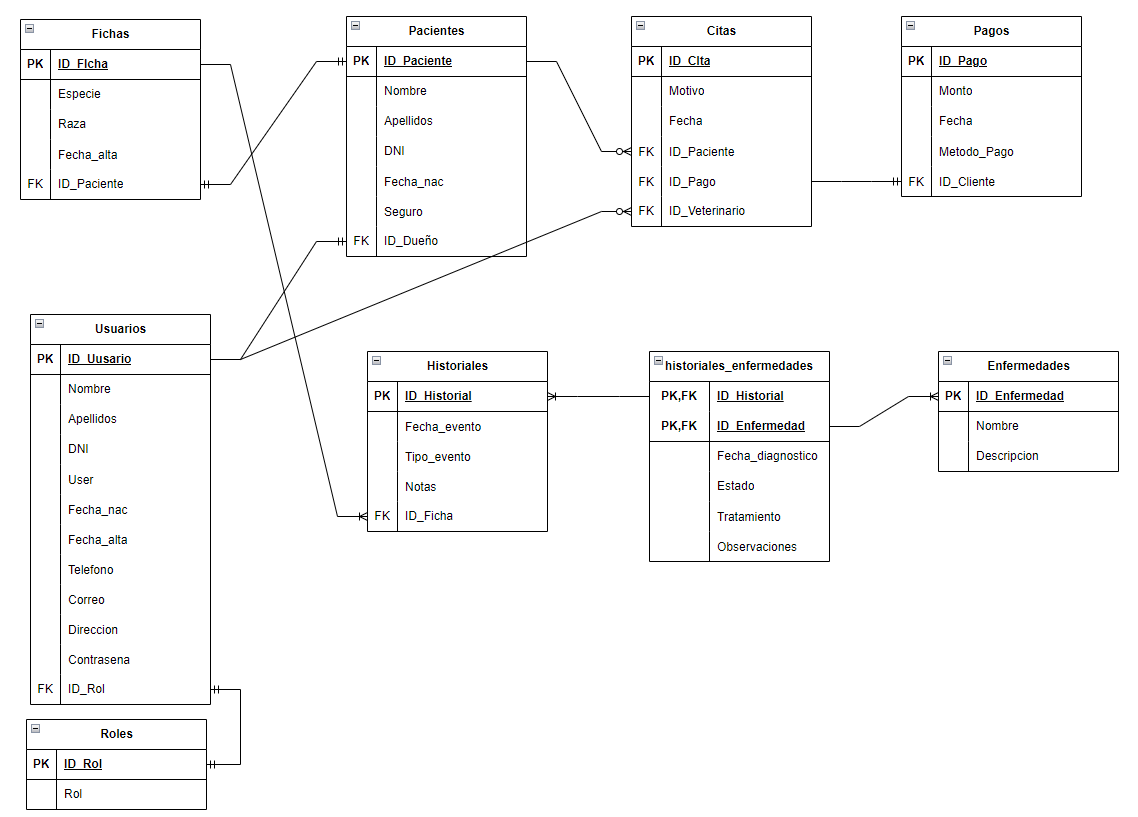 Fichas
PK ID_FIcha
Especie
Raza
Fecha_alta
FK ID_Paciente
Pacientes
PK ID_Paciente
Nombre
Apellidos
DNI
Fecha_nac
Seguro
FK ID_Dueño
Citas
PK ID_CIta
Motivo
Fecha
FK ID_Paciente
FK ID_Pago
FK ID_Veterinario
Pagos
PK ID_Pago
Monto
Fecha
Metodo_Pago
FK ID_Cliente
Usuarios
PK ID_Uusario
Nombre
Apellidos
DNI
User
Fecha_nac
Fecha_alta
Telefono
Correo
Direccion
Contrasena
FK ID_Rol
Historiales
PK ID_Historial
Fecha_evento
Tipo_evento
Notas
FK ID_Ficha
historiales_enfermedades
PK,FK ID_Historial
PK,FK ID_Enfermedad
Fecha_diagnostico
Estado
Tratamiento
Observaciones
Enfermedades
PK ID_Enfermedad
Nombre
Descripcion
Roles
PK ID_Rol
Rol